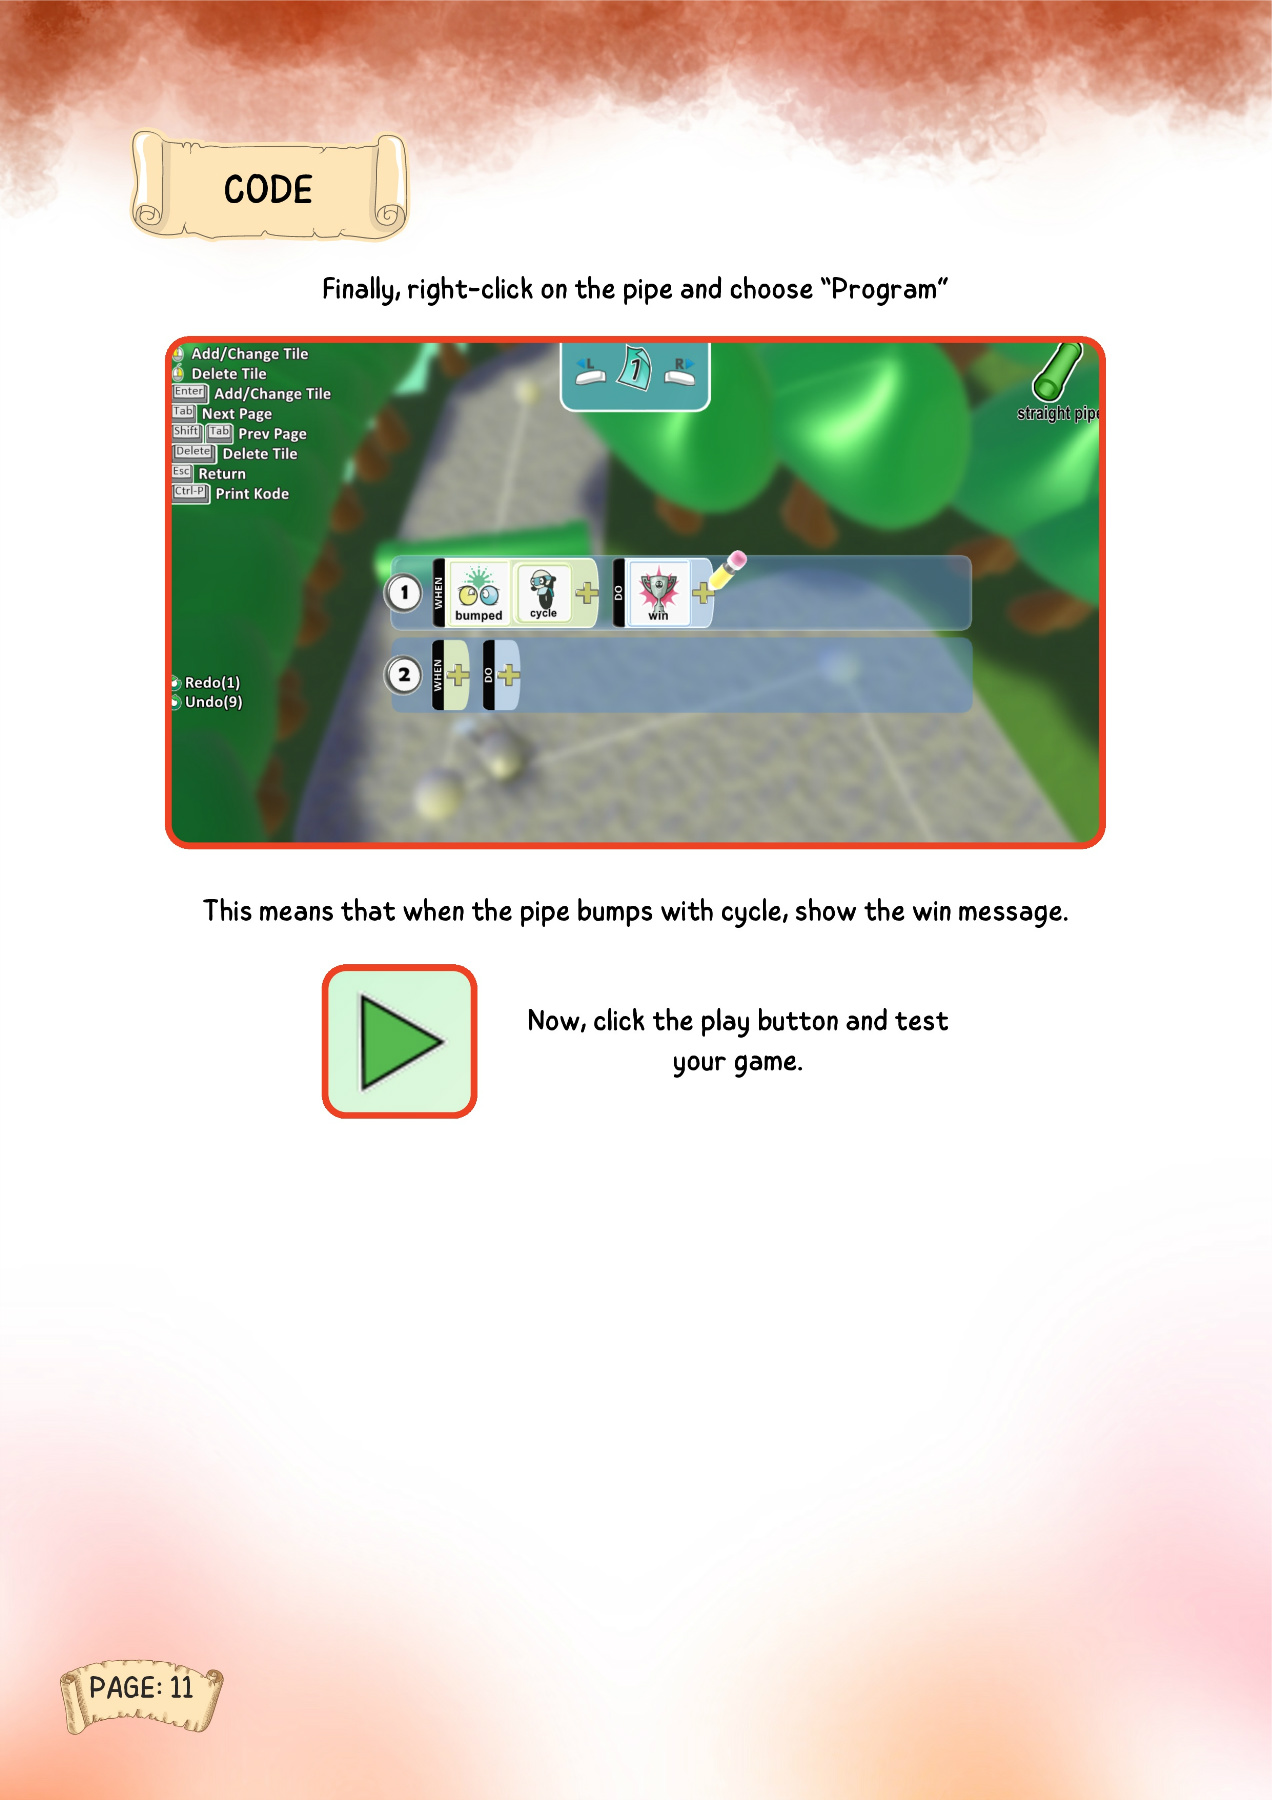 CODE
Finally, right-click on the pipe and choose “Program”
Add/Change Tile
Delete Tile
Enter Add/Change Tile
Tab Next Page
Shift Tab Prev Page
Delete Delete Tile
Esc Return
Ctrl-P Print Kode
L 1 R
straight pipe
1 WHEN bumped cycle DO win
2 WHEN DO
Redo(1)
Undo(9)
This means that when the pipe bumps with cycle, show the win message.
Now, click the play button and test
your game.
PAGE: 11